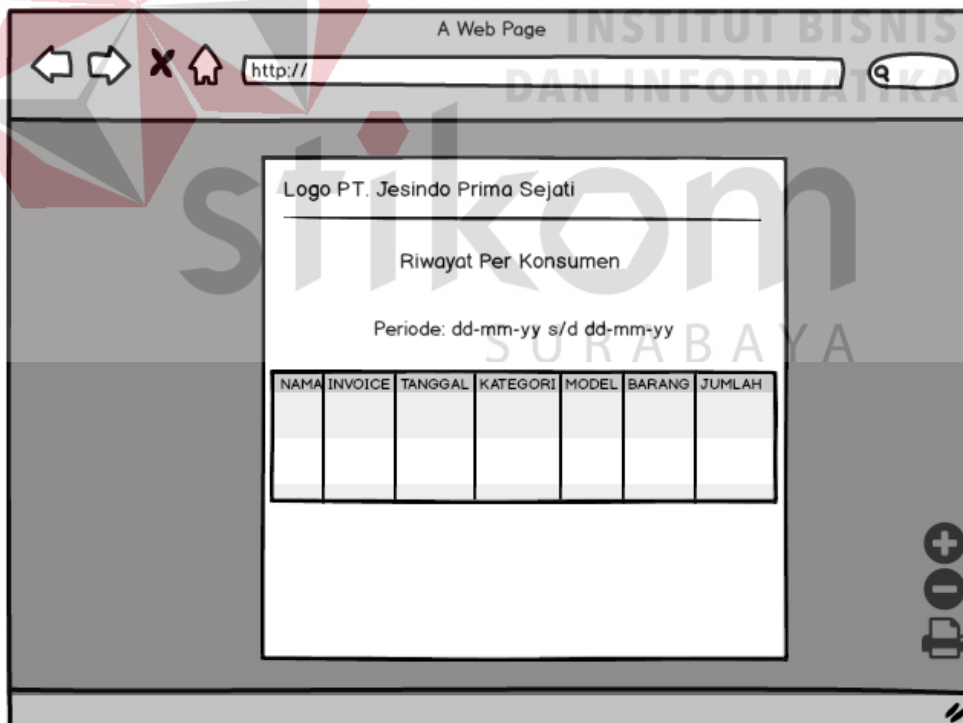 A Web Page
INSTITUT BISNIS
DAN INFORMATIKA
http://
stikom
SURABAYA
Logo PT. Jesindo Prima Sejati
Riwayat Per Konsumen
Periode: dd-mm-yy s/d dd-mm-yy
NAMA INVOICE TANGGAL KATEGORI MODEL BARANG JUMLAH